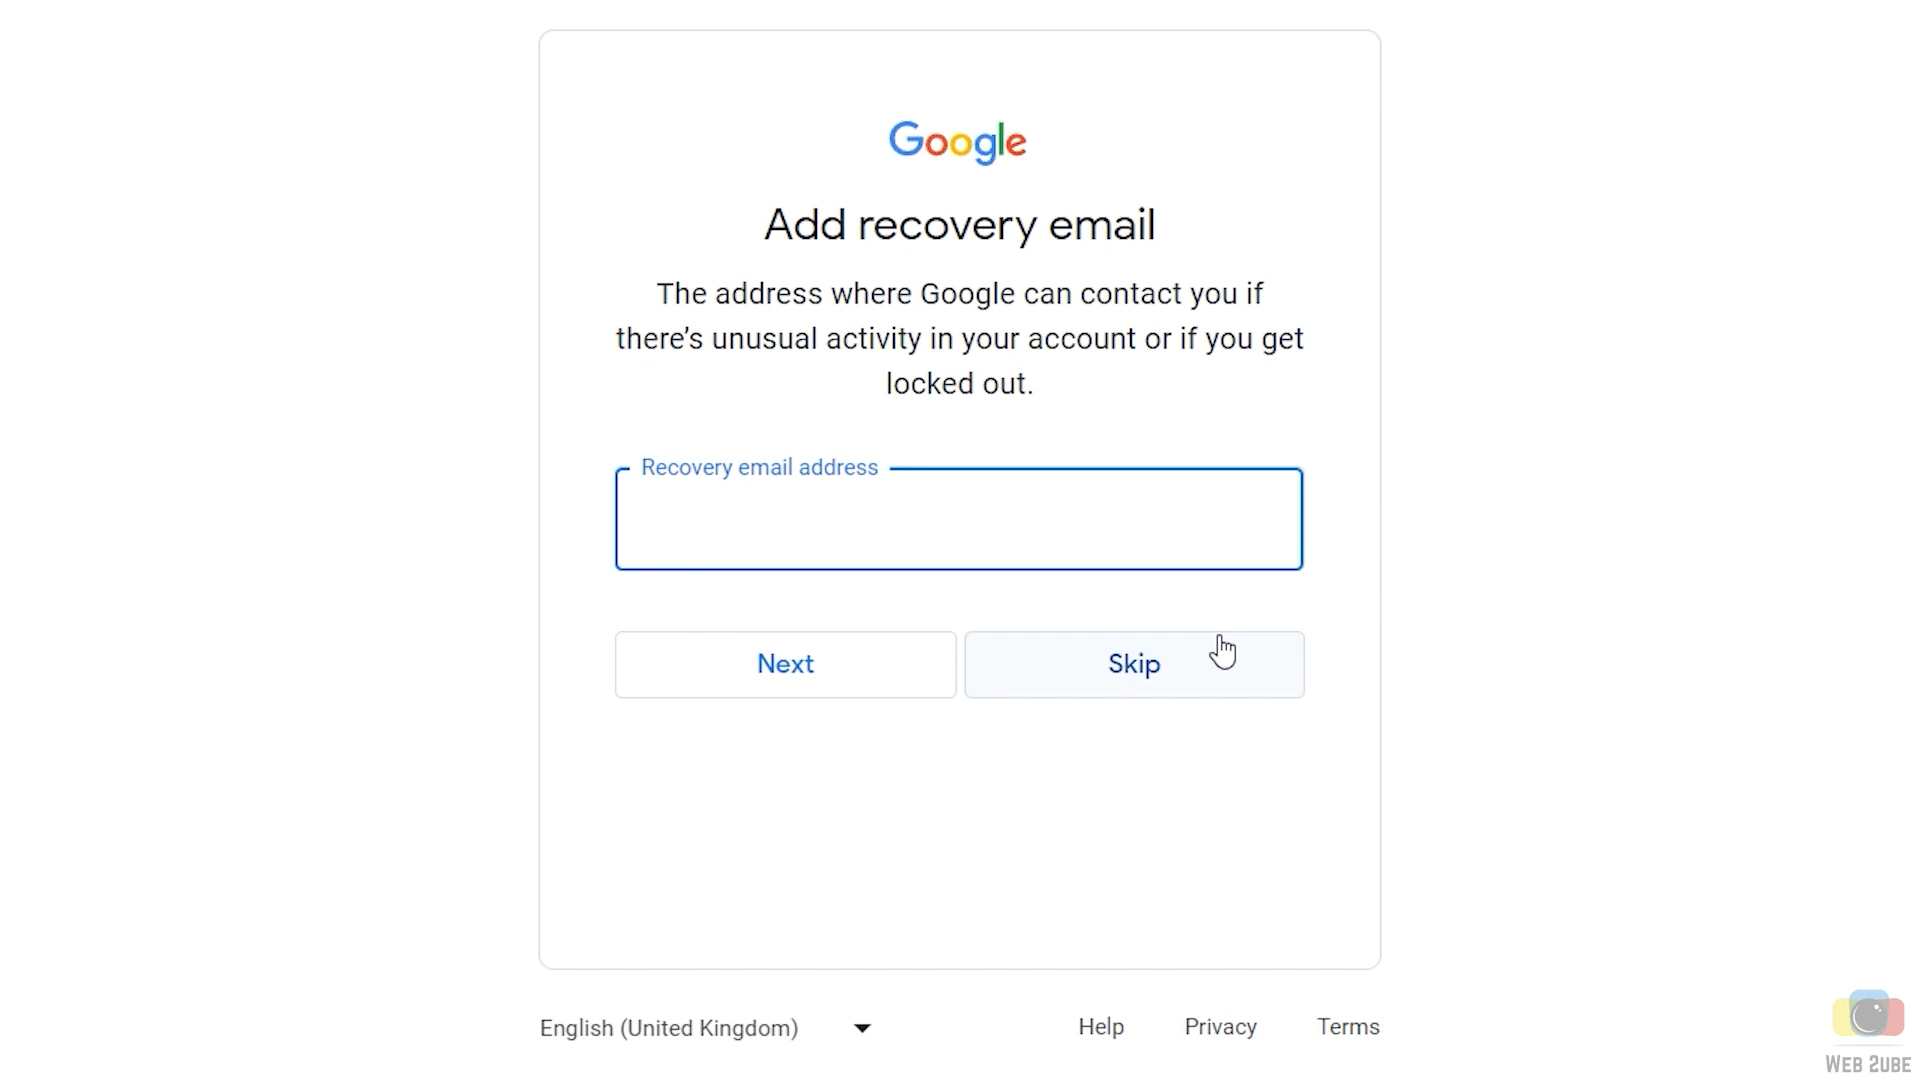 Google
Add recovery email
The address where Google can contact you if
there’s unusual activity in your account or if you get
locked out.
Recovery email address
Next
Skip
English (United Kingdom)
Help
Privacy
Terms
WEB 2UBE